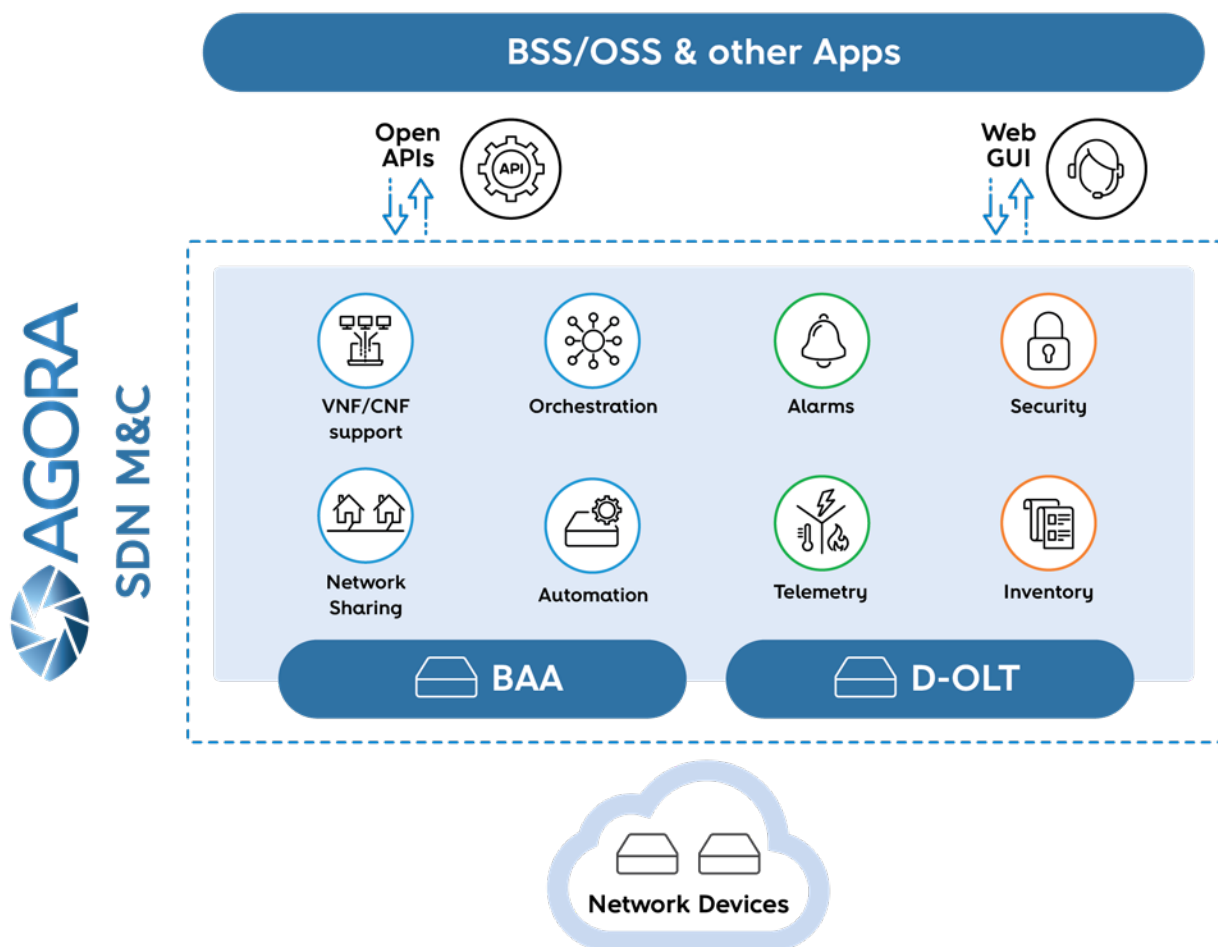 BSS/OSS & other Apps
Open
APIs
API
Web
GUI
AGORA
SDN M&C
VNF/CNF
support
Orchestration
Alarms
Security
Network
Sharing
Automation
Telemetry
Inventory
BAA
D-OLT
Network Devices